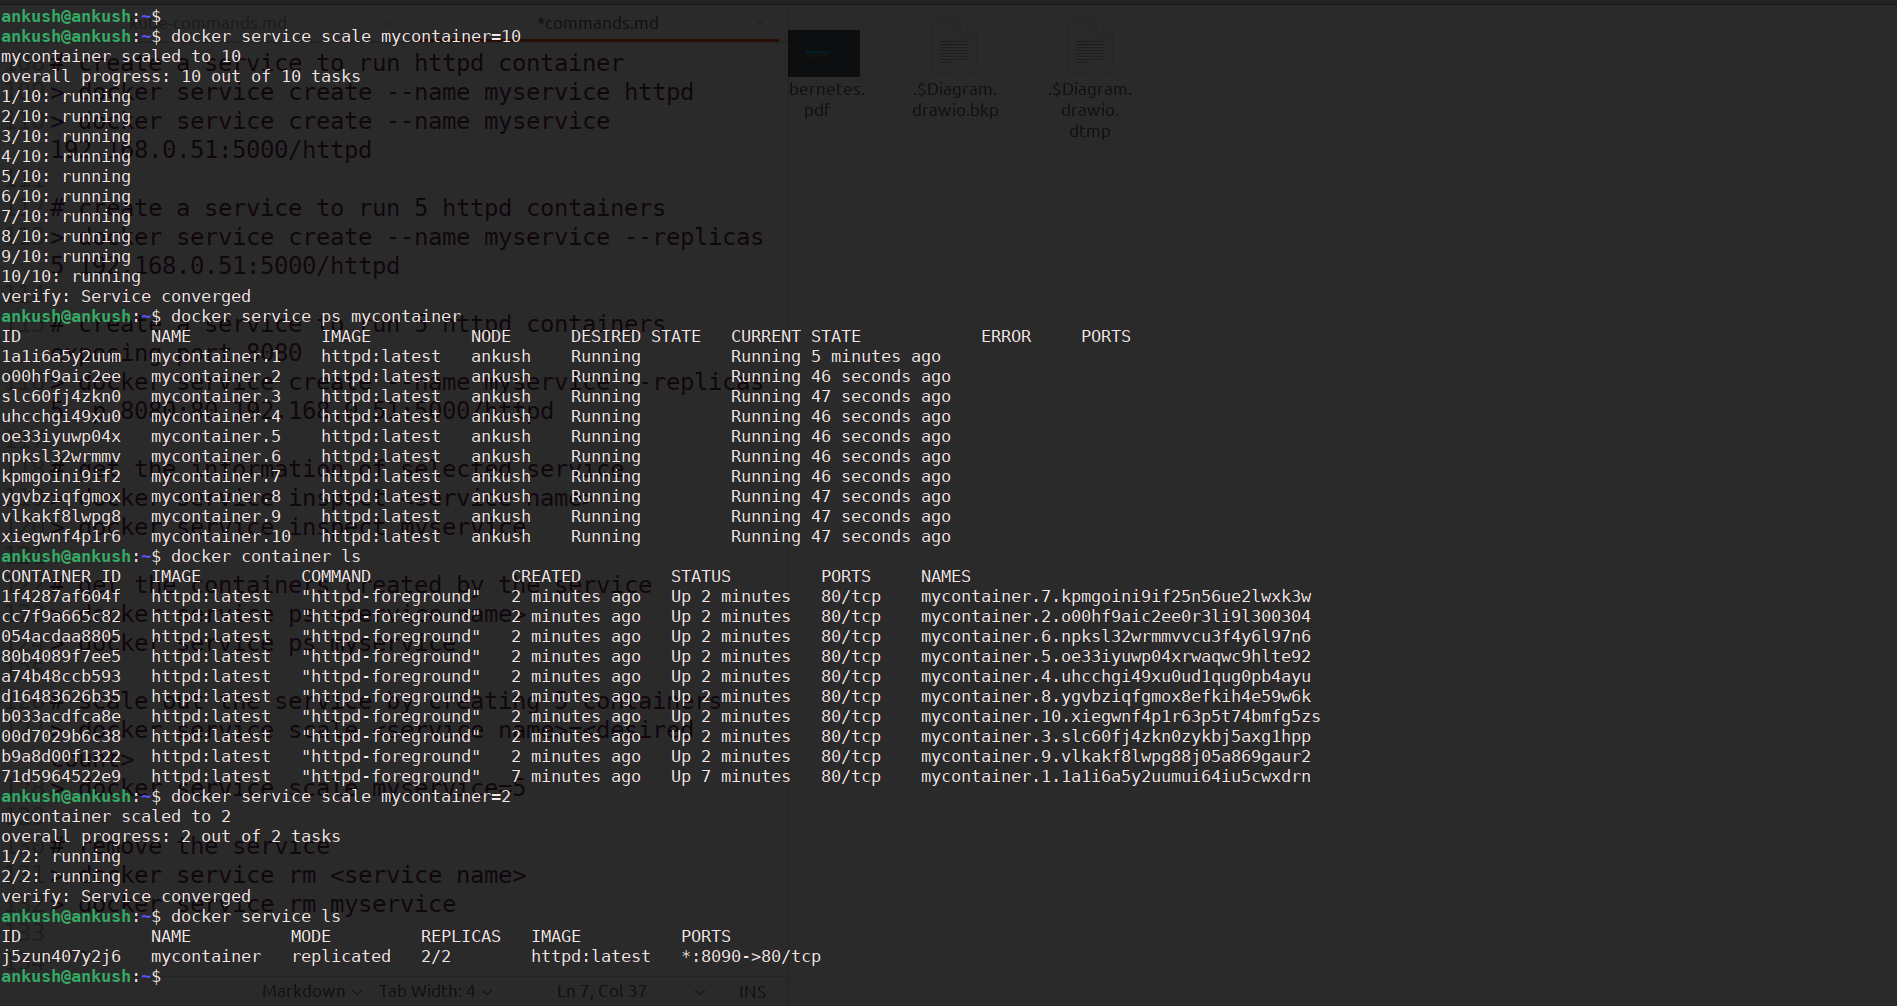 ankush@ankush:~$
ankush@ankush:~$ docker service scale mycontainer=10
mycontainer scaled to 10
overall progress: 10 out of 10 tasks
1/10: running
2/10: running
3/10: running
4/10: running
5/10: running
6/10: running
7/10: running
8/10: running
9/10: running
10/10: running
verify: Service converged
ankush@ankush:~$ docker service ps mycontainer
ID NAME IMAGE NODE DESIRED STATE CURRENT STATE ERROR PORTS
1a1i6a5y2uum mycontainer.1 httpd:latest ankush Running Running 5 minutes ago
o00hf9aic2ee mycontainer.2 httpd:latest ankush Running Running 46 seconds ago
slc60fj4zkn0 mycontainer.3 httpd:latest ankush Running Running 47 seconds ago
uhcchgi49xu0 mycontainer.4 httpd:latest ankush Running Running 46 seconds ago
oe33iyuwp04x mycontainer.5 httpd:latest ankush Running Running 46 seconds ago
npksl32wrmmv mycontainer.6 httpd:latest ankush Running Running 46 seconds ago
kpmgoini9if2 mycontainer.7 httpd:latest ankush Running Running 46 seconds ago
ygvbziqfgmox mycontainer.8 httpd:latest ankush Running Running 47 seconds ago
vlkakf8lwpg8 mycontainer.9 httpd:latest ankush Running Running 47 seconds ago
xiegwnf4p1r6 mycontainer.10 httpd:latest ankush Running Running 47 seconds ago
ankush@ankush:~$ docker container ls
CONTAINER ID IMAGE COMMAND CREATED STATUS PORTS NAMES
1f4287af604f httpd:latest "httpd-foreground" 2 minutes ago Up 2 minutes 80/tcp mycontainer.7.kpmgoini9if25n56ue2lwxk3w
cc7f9a665c82 httpd:latest "httpd-foreground" 2 minutes ago Up 2 minutes 80/tcp mycontainer.2.o00hf9aic2ee0r3li9l300304
054acdaa8805 httpd:latest "httpd-foreground" 2 minutes ago Up 2 minutes 80/tcp mycontainer.6.npksl32wrmmvvcu3f4y6l97n6
80b4089f7ee5 httpd:latest "httpd-foreground" 2 minutes ago Up 2 minutes 80/tcp mycontainer.5.oe33iyuwp04xrwaqwc9hlte92
a74b48ccb593 httpd:latest "httpd-foreground" 2 minutes ago Up 2 minutes 80/tcp mycontainer.4.uhcchgi49xu0ud1qug0pb4ayu
d16483626b35 httpd:latest "httpd-foreground" 2 minutes ago Up 2 minutes 80/tcp mycontainer.8.ygvbziqfgmox8efkih4e59w6k
b033acdfca8e httpd:latest "httpd-foreground" 2 minutes ago Up 2 minutes 80/tcp mycontainer.10.xiegwnf4p1r63p5t74bmfg5zs
00d7029b6c38 httpd:latest "httpd-foreground" 2 minutes ago Up 2 minutes 80/tcp mycontainer.3.slc60fj4zkn0zykbj5axg1hpp
b9a8d00f1322 httpd:latest "httpd-foreground" 2 minutes ago Up 2 minutes 80/tcp mycontainer.9.vlkakf8lwpg88j05a869gaur2
71d5964522e9 httpd:latest "httpd-foreground" 7 minutes ago Up 7 minutes 80/tcp mycontainer.1.1a1i6a5y2uumui64iu5cwxdrn
ankush@ankush:~$ docker service scale mycontainer=2
mycontainer scaled to 2
overall progress: 2 out of 2 tasks
1/2: running
2/2: running
verify: Service converged
ankush@ankush:~$ docker service ls
ID NAME MODE REPLICAS IMAGE PORTS
j5zun407y2j6 mycontainer replicated 2/2 httpd:latest *:8090->80/tcp
ankush@ankush:~$
*commands.md
bernetes.
pdf
.$Diagram.
drawio.bkp
.$Diagram.
drawio.
dtmp
Markdown Tab Width: 4 Ln 7, Col 37 INS